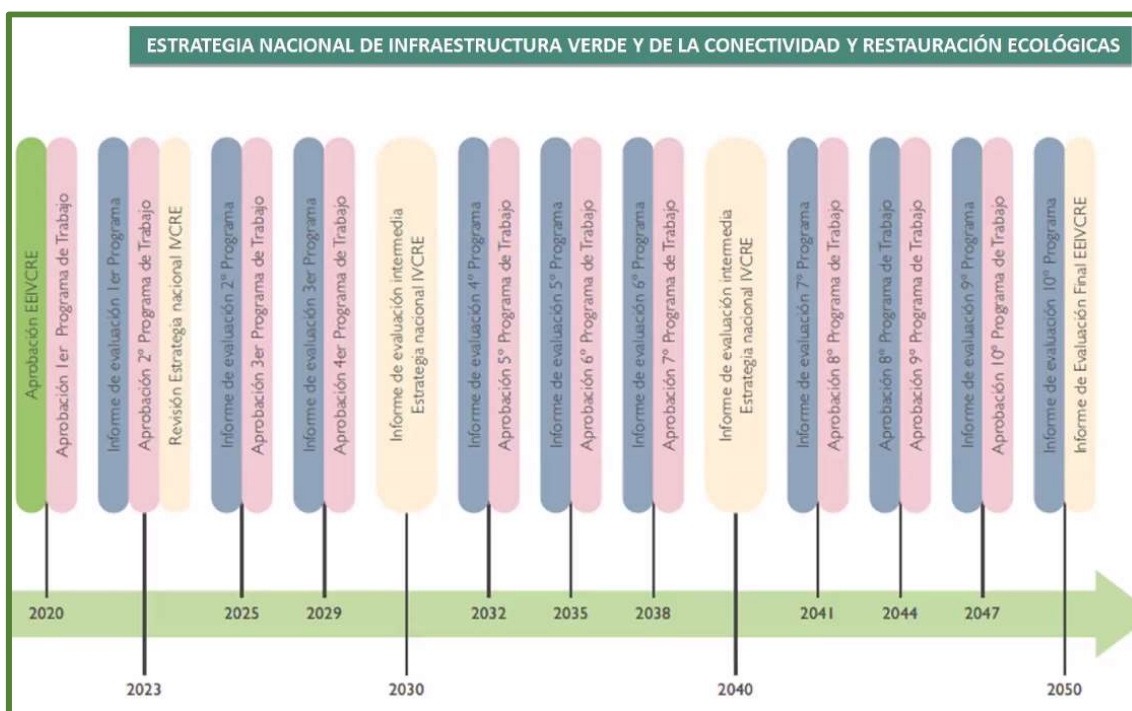 ESTRATEGIA NACIONAL DE INFRAESTRUCTURA VERDE Y DE LA CONECTIVIDAD Y RESTAURACIÓN ECOLÓGICAS
Aprobación EEIVCRE
Aprobación 1er Programa de Trabajo
Informe de evaluación 1er Programa
Aprobación 2º Programa de Trabajo
Revisión Estrategia nacional IVCRE
Informe de evaluación 2º Programa
Aprobación 3er Programa de Trabajo
Informe de evaluación 3er Programa
Aprobación 4er Programa de Trabajo
Informe de evaluación intermedia
Estrategia nacional IVCRE
Informe de evaluación 4º Programa
Aprobación 5º Programa de Trabajo
Informe de evaluación 5º Programa
Aprobación 6º Programa de Trabajo
Informe de evaluación 6º Programa
Aprobación 7º Programa de Trabajo
Informe de evaluación intermedia
Estrategia nacional IVCRE
Informe de evaluación 7º Programa
Aprobación 8º Programa de Trabajo
Aprobación 8º Programa de Trabajo
Aprobación 9º Programa de Trabajo
Informe de evaluación 9º Programa
Aprobación 10º Programa de Trabajo
Informe de evaluación 10º Programa
Informe de Evaluación Final EEIVCRE
2020 2025 2029 2032 2035 2038 2041 2044 2047
2023 2030 2040 2050